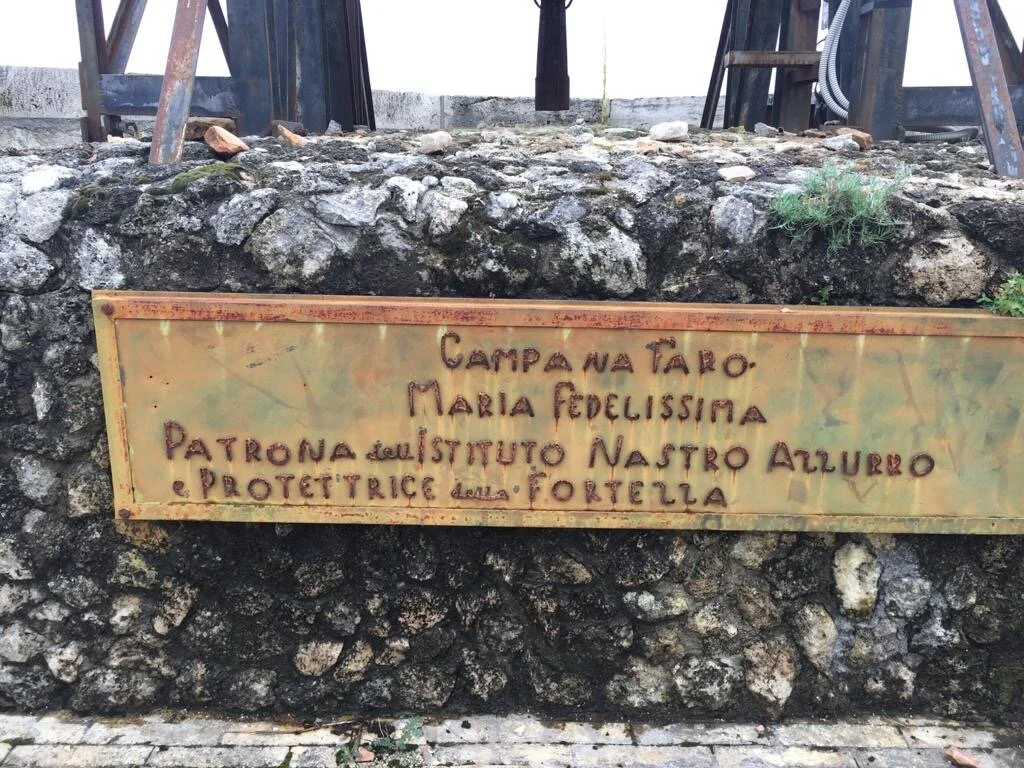 CAMPANA FARO
MARIA FEDELISSIMA
PATRONA dell'ISTITUTO NASTRO AZZURRO
e PROTETTRICE della FORTEZZA